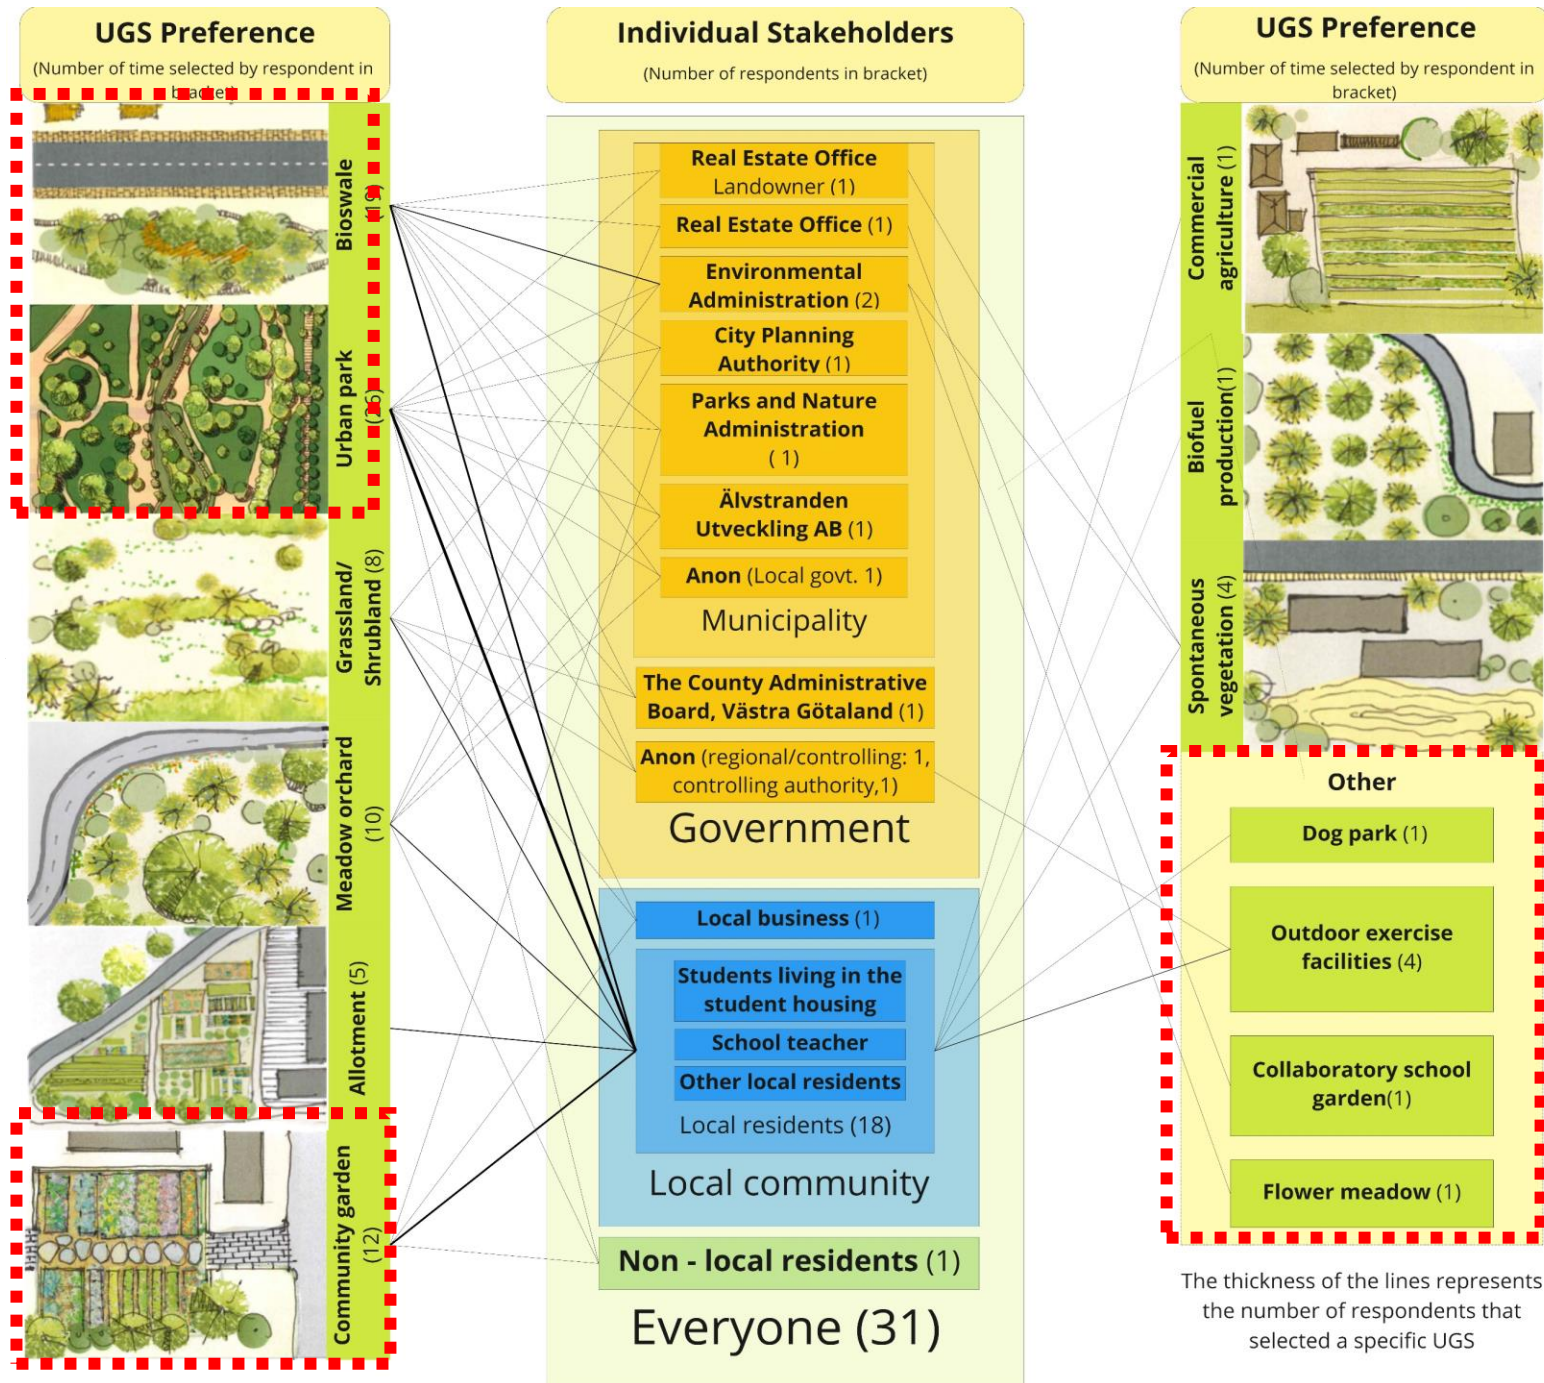 UGS Preference
(Number of time selected by respondent in
bracket)
Bioswale
(19)
Urban park
(26)
Grassland/
Shrubland (8)
Meadow orchard
(10)
Allotment (5)
Community garden
(12)
Individual Stakeholders
(Number of respondents in bracket)
Real Estate Office
Landowner (1)
Real Estate Office (1)
Environmental
Administration (2)
City Planning
Authority (1)
Parks and Nature
Administration
( 1)
Älvstranden
Utveckling AB (1)
Anon (Local govt. 1)
Municipality
The County Administrative
Board, Västra Götaland (1)
Anon (regional/controlling: 1,
controlling authority,1)
Government
Local business (1)
Students living in the
student housing
School teacher
Other local residents
Local residents (18)
Local community
Non - local residents (1)
Everyone (31)
UGS Preference
(Number of time selected by respondent in
bracket)
Commercial
agriculture (1)
Biofuel
production(1)
Spontaneous
vegetation (4)
Other
Dog park (1)
Outdoor exercise
facilities (4)
Collaboratory school
garden(1)
Flower meadow (1)
The thickness of the lines represents
the number of respondents that
selected a specific UGS